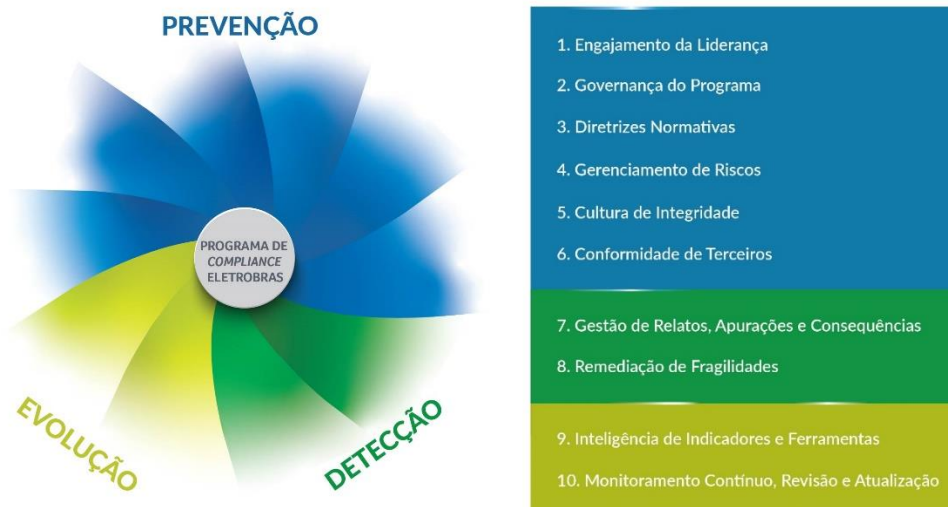 PREVENÇÃO
PROGRAMA DE
COMPLIANCE
ELETROBRAS
EVOLUÇÃO
DETECÇÃO
1. Engajamento da Liderança
2. Governança do Programa
3. Diretrizes Normativas
4. Gerenciamento de Riscos
5. Cultura de Integridade
6. Conformidade de Terceiros
7. Gestão de Relatos, Apurações e Consequências
8. Remediação de Fragilidades
9. Inteligência de Indicadores e Ferramentas
10. Monitoramento Contínuo, Revisão e Atualização